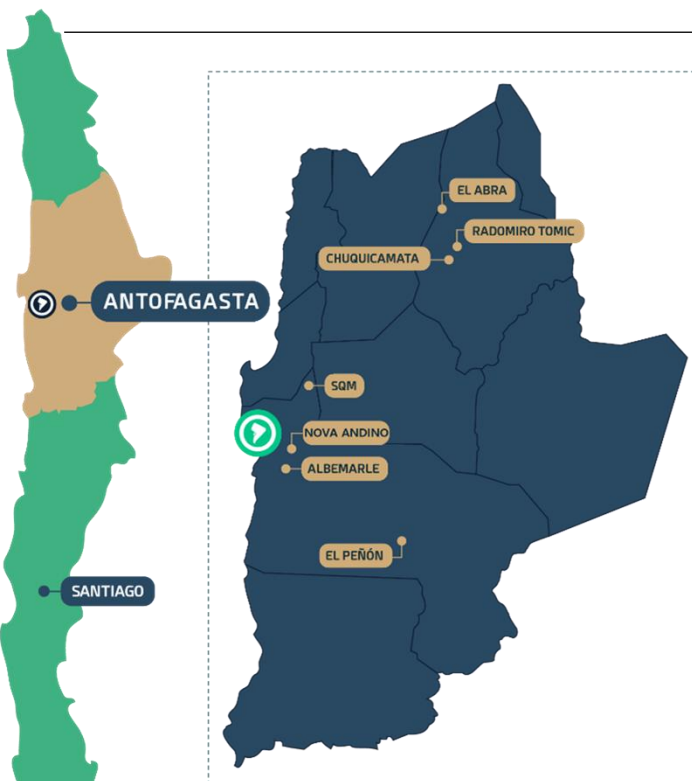 ANTOFAGASTA
SANTIAGO
EL ABRA
RADOMIRO TOMIC
CHUQUICAMATA
SQM
NOVA ANDINO
ALBEMARLE
EL PEÑÓN